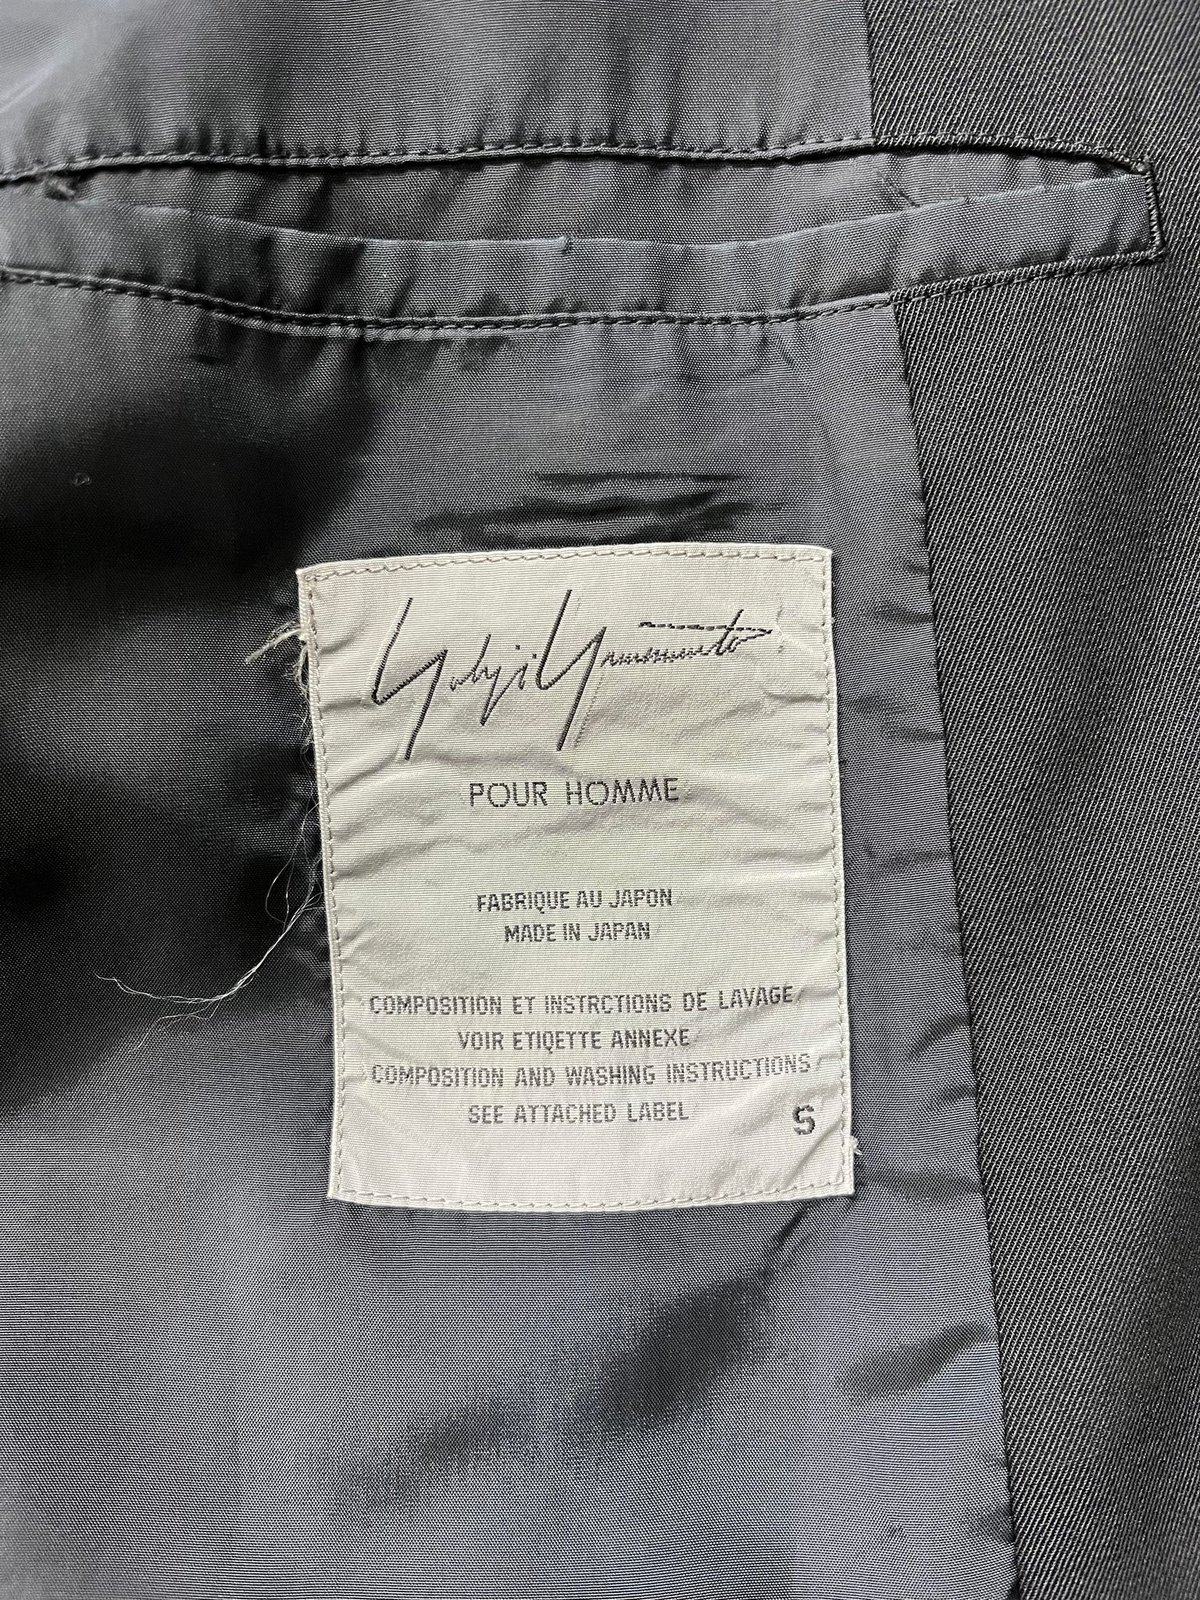 Yohji Yamamoto
POUR HOMME
FABRIQUE AU JAPON
MADE IN JAPAN
COMPOSITION ET INSTRCTIONS DE LAVAGE
VOIR ETIQETTE ANNEXE
COMPOSITION AND WASHING INSTRUCTIONS
SEE ATTACHED LABEL
S